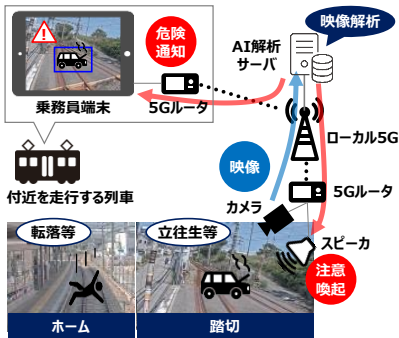 危険
通知
乗務員端末
5Gルータ
付近を走行する列車
映像解析
AI解析
サーバ
ローカル5G
映像
5Gルータ
カメラ
スピーカ
注意
喚起
転落等
立往生等
ホーム
踏切